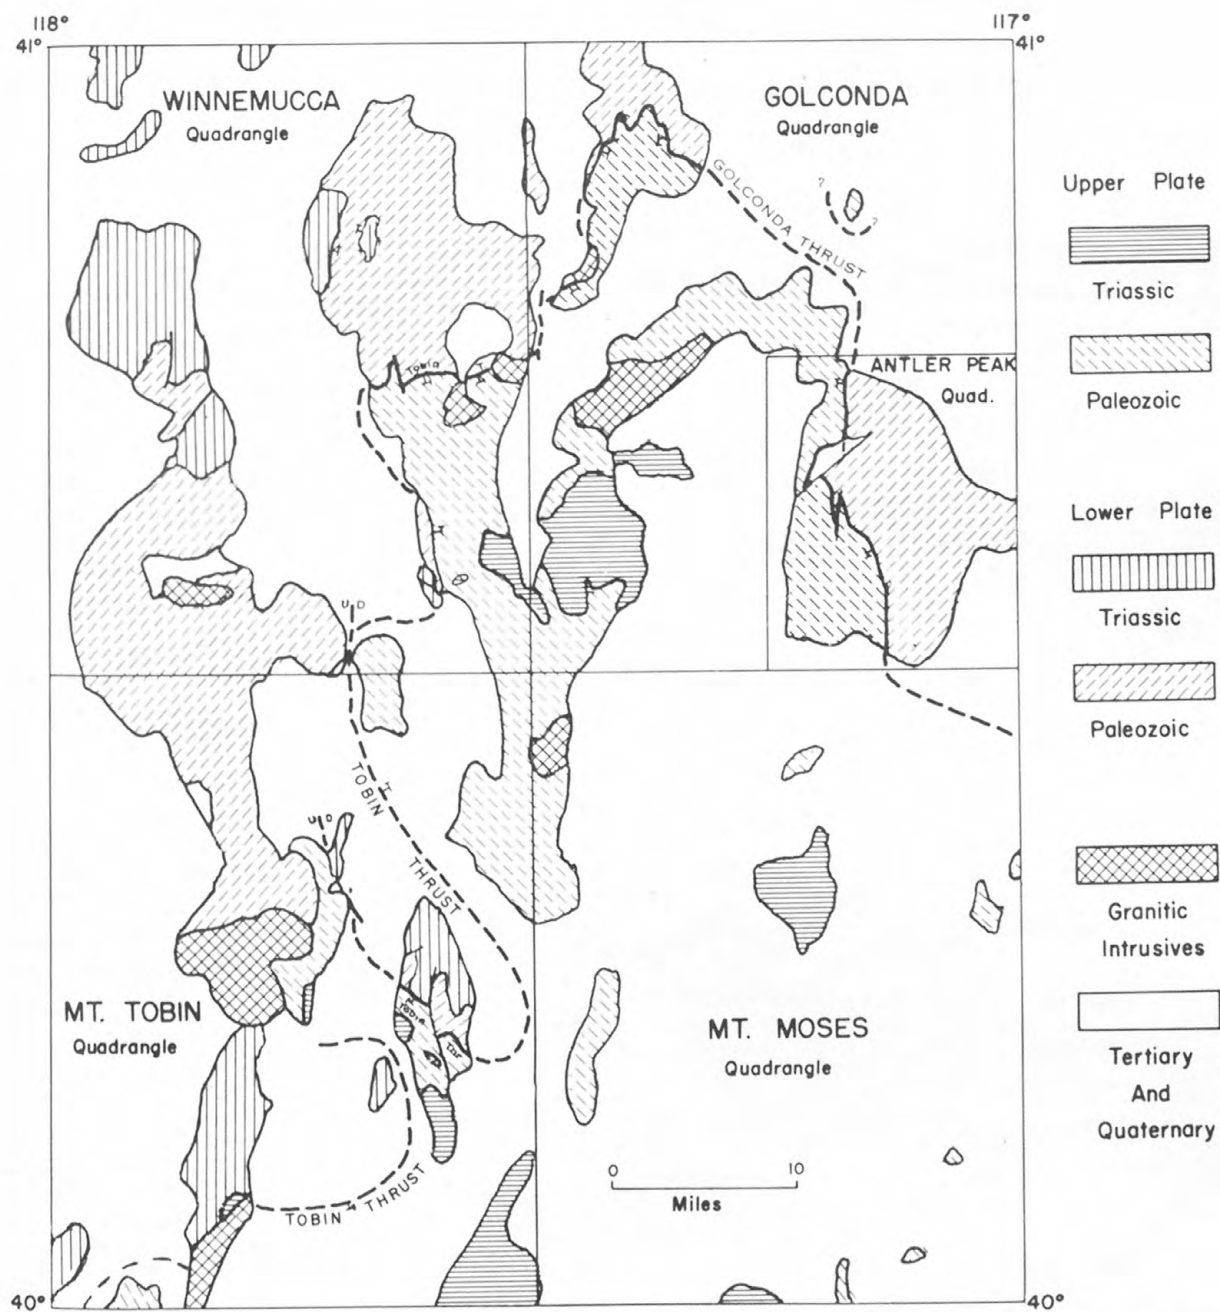 118°
117°
41°
41°
WINNEMUCCA
Quadrangle
GOLCONDA
Quadrangle
GOLCONDA THRUST
?
?
Upper Plate
Triassic
Paleozoic
Tobin
ANTLER PEAK
Quad.
Lower Plate
Triassic
Paleozoic
U D
TOBIN
THRUST
U D
Granitic
Intrusives
MT. TOBIN
Quadrangle
Tobin
Thr
MT. MOSES
Quadrangle
Tertiary
And
Quaternary
0 10
Miles
TOBIN THRUST
40°
40°